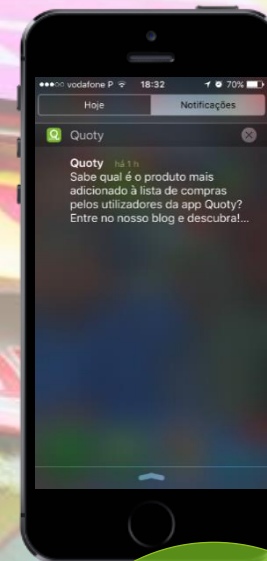 vodafone P 18:32 70%
Hoje Notificações
Quoty
Quoty há 1 h
Sabe qual é o produto mais
adicionado à lista de compras
pelos utilizadores da app Quoty?
Entre no nosso blog e descubra!...